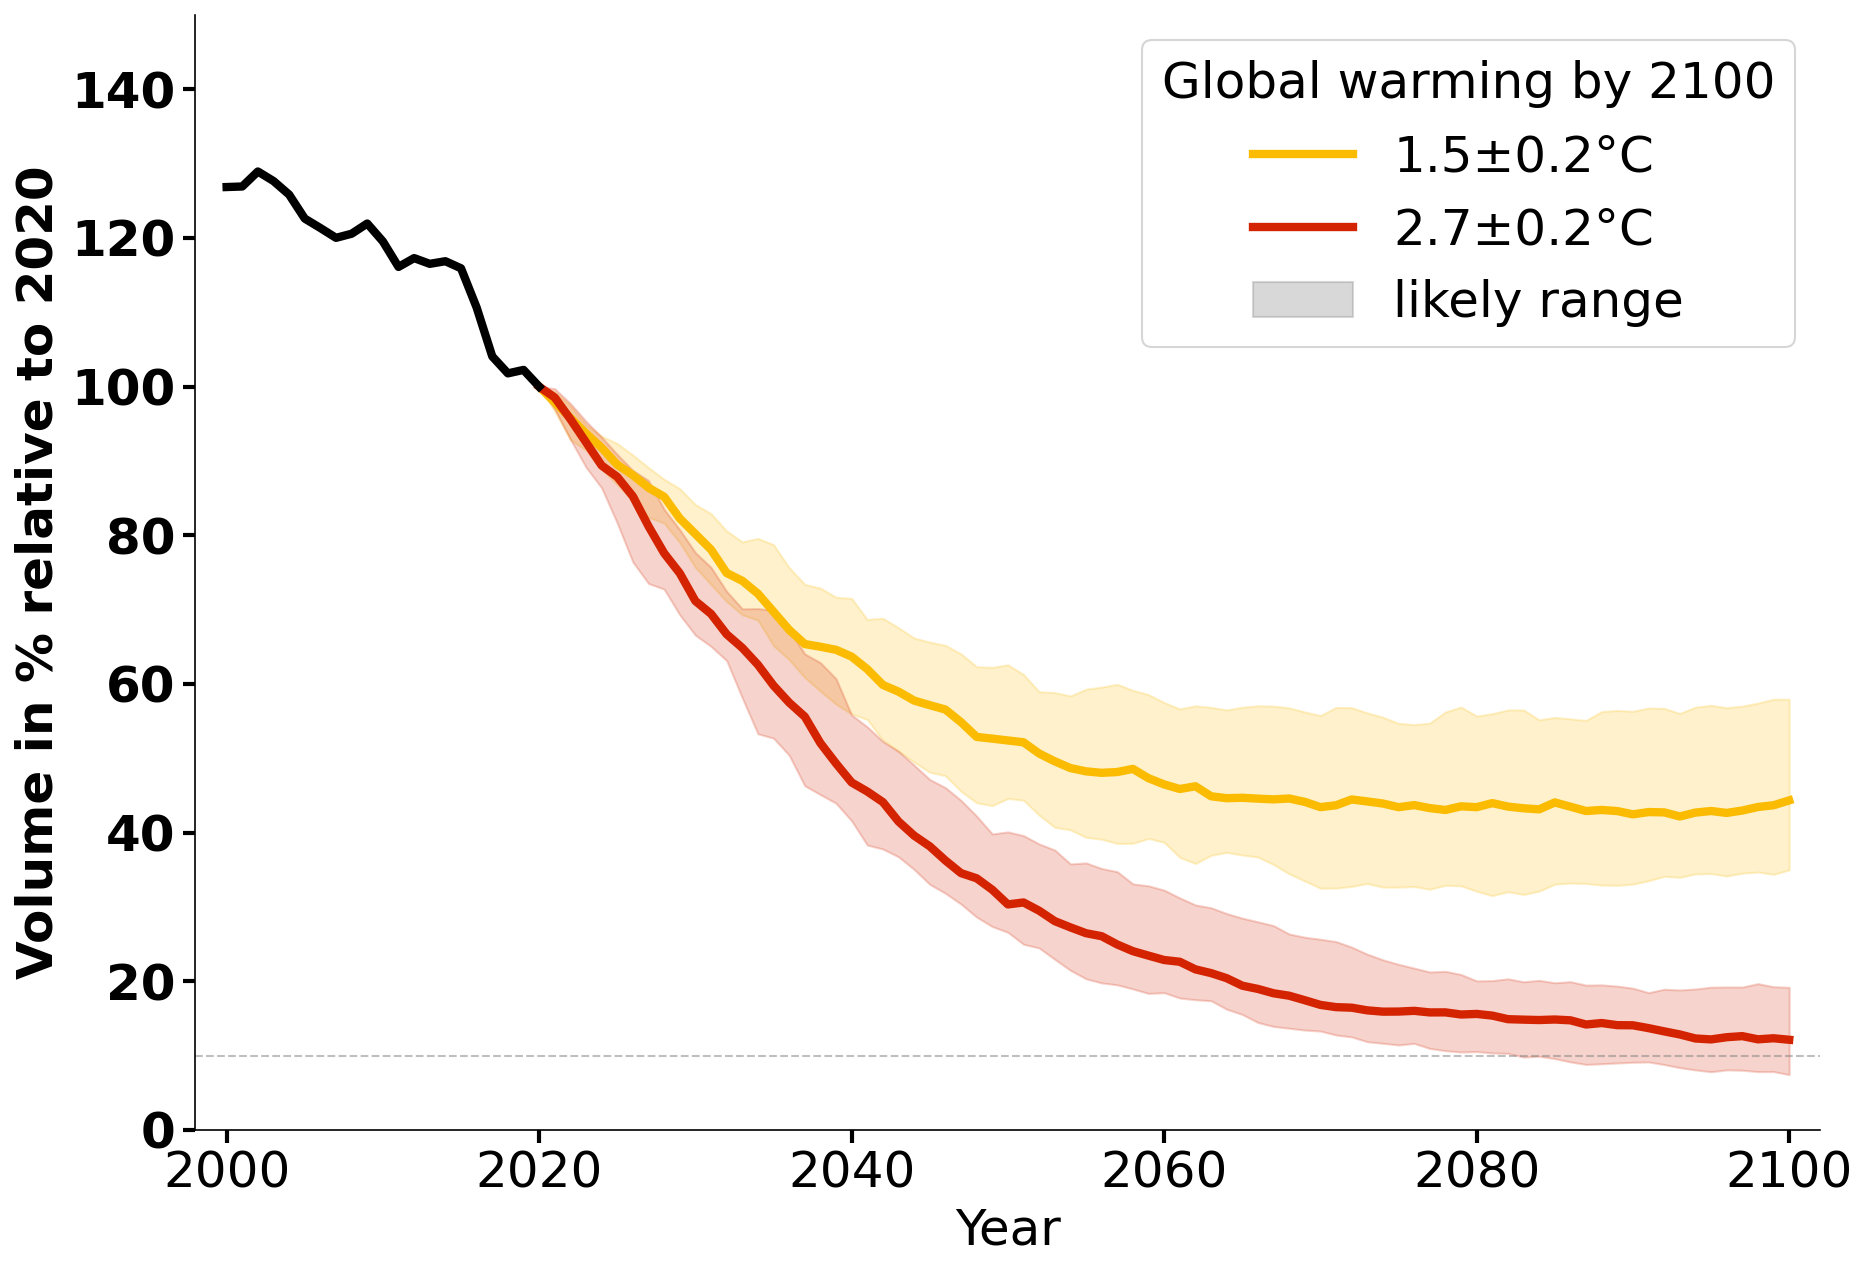 Volume in % relative to 2020
140
120
100
80
60
40
20
0
Global warming by 2100
1.5±0.2°C
2.7±0.2°C
likely range
2000 2020 2040 2060 2080 2100
Year